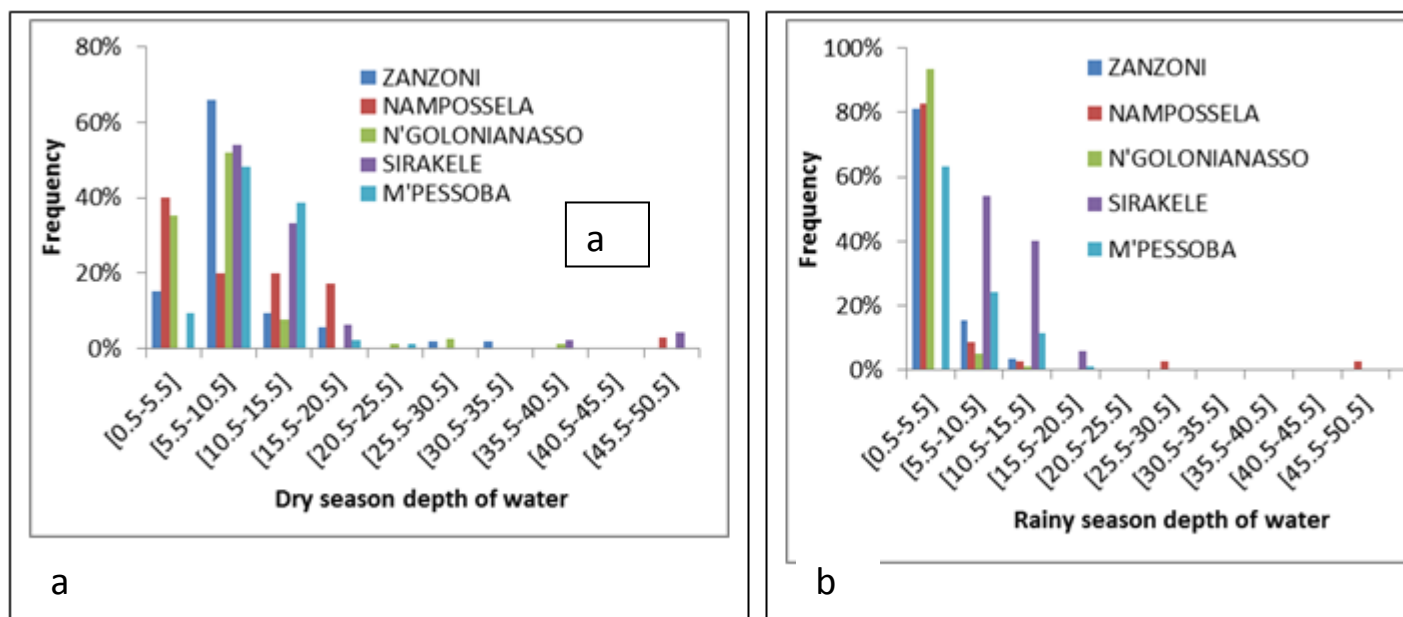 80%
60%
40%
20%
0%
Frequency
ZANZONI
NAMPOSSELA
N'GOLONIANASSO
SIRAKELE
M'PESSOBA
a
[0.5-5.5]
[5.5-10.5]
[10.5-15.5]
[15.5-20.5]
[20.5-25.5]
[25.5-30.5]
[30.5-35.5]
[35.5-40.5]
[40.5-45.5]
[45.5-50.5]
Dry season depth of water
a
100%
80%
60%
40%
20%
0%
Frequency
ZANZONI
NAMPOSSELA
N'GOLONIANASSO
SIRAKELE
M'PESSOBA
[0.5-5.5]
[5.5-10.5]
[10.5-15.5]
[15.5-20.5]
[20.5-25.5]
[25.5-30.5]
[30.5-35.5]
[35.5-40.5]
[40.5-45.5]
[45.5-50.5]
Rainy season depth of water
b